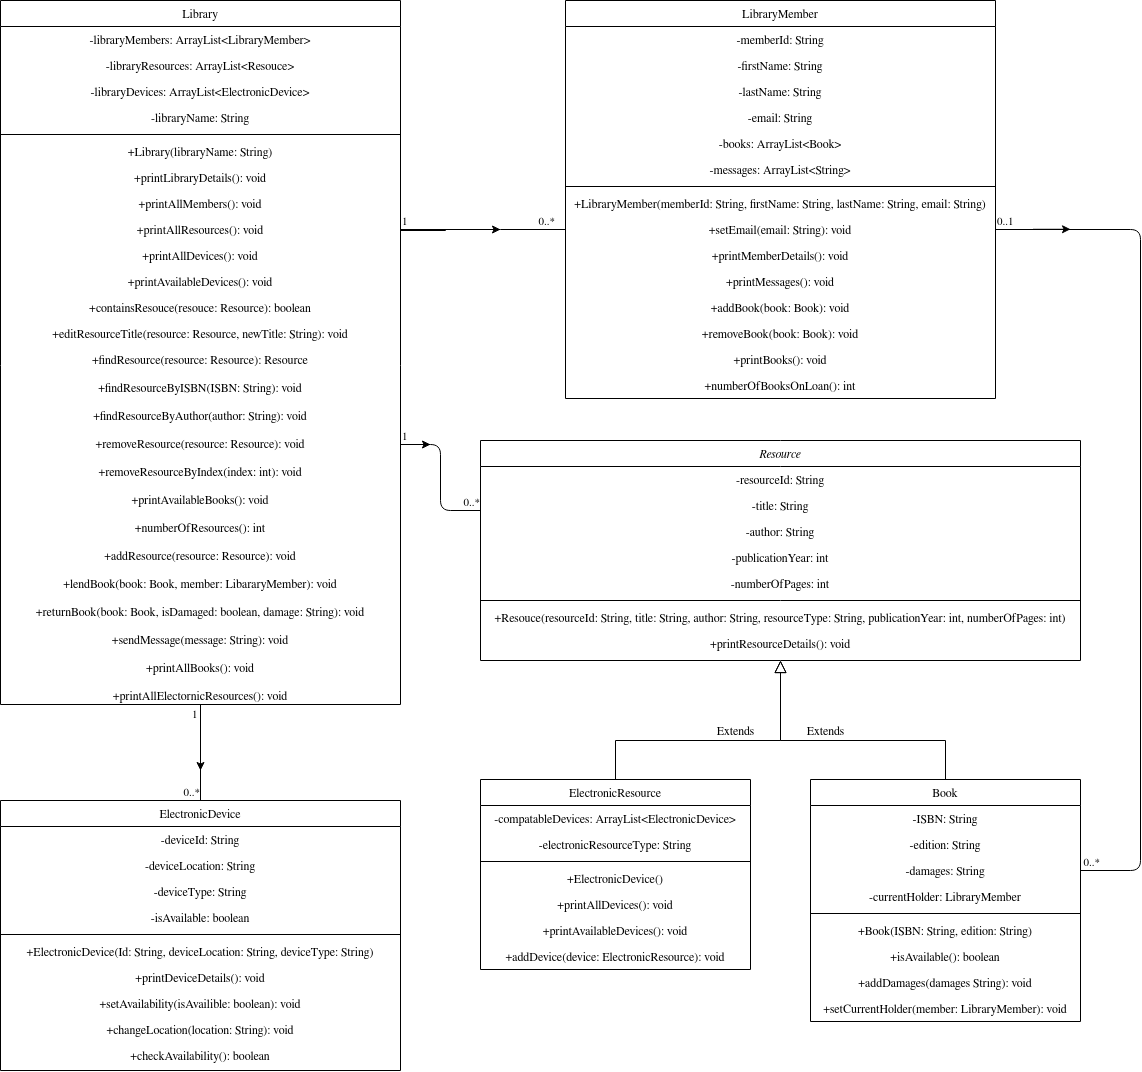 Library
-libraryMembers: ArrayList<LibraryMember>
-libraryResources: ArrayList<Resouce>
-libraryDevices: ArrayList<ElectronicDevice>
-libraryName: String
+Library(libraryName: String)
+printLibraryDetails(): void
+printAllMembers(): void
+printAllResources(): void
+printAllDevices(): void
+printAvailableDevices(): void
+containsResouce(resouce: Resource): boolean
+editResourceTitle(resource: Resource, newTitle: String): void
+findResource(resource: Resource): Resource
+findResourceByISBN(ISBN: String): void
+findResourceByAuthor(author: String): void
+removeResource(resource: Resource): void
+removeResourceByIndex(index: int): void
+printAvailableBooks(): void
+numberOfResources(): int
+addResource(resource: Resource): void
+lendBook(book: Book, member: LibararyMember): void
+returnBook(book: Book, isDamaged: boolean, damage: String): void
+sendMessage(message: String): void
+printAllBooks(): void
+printAllElectornicResources(): void
1
0..*
LibraryMember
-memberId: String
-firstName: String
-lastName: String
-email: String
-books: ArrayList<Book>
-messages: ArrayList<String>
+LibraryMember(memberId: String, firstName: String, lastName: String, email: String)
+setEmail(email: String): void
+printMemberDetails(): void
+printMessages(): void
+addBook(book: Book): void
+removeBook(book: Book): void
+printBooks(): void
+numberOfBooksOnLoan(): int
0..1
1
0..*
Resource
-resourceId: String
-title: String
-author: String
-publicationYear: int
-numberOfPages: int
+Resouce(resourceId: String, title: String, author: String, resourceType: String, publicationYear: int, numberOfPages: int)
+printResourceDetails(): void
Extends
Extends
1
0..*
ElectronicDevice
-deviceId: String
-deviceLocation: String
-deviceType: String
-isAvailable: boolean
+ElectronicDevice(Id: String, deviceLocation: String, deviceType: String)
+printDeviceDetails(): void
+setAvailability(isAvailible: boolean): void
+changeLocation(location: String): void
+checkAvailability(): boolean
ElectronicResource
-compatableDevices: ArrayList<ElectronicDevice>
-electronicResourceType: String
+ElectronicDevice()
+printAllDevices(): void
+printAvailableDevices(): void
+addDevice(device: ElectronicResource): void
Book
-ISBN: String
-edition: String
-damages: String
-currentHolder: LibraryMember
+Book(ISBN: String, edition: String)
+isAvailable(): boolean
+addDamages(damages String): void
+setCurrentHolder(member: LibraryMember): void
0..*